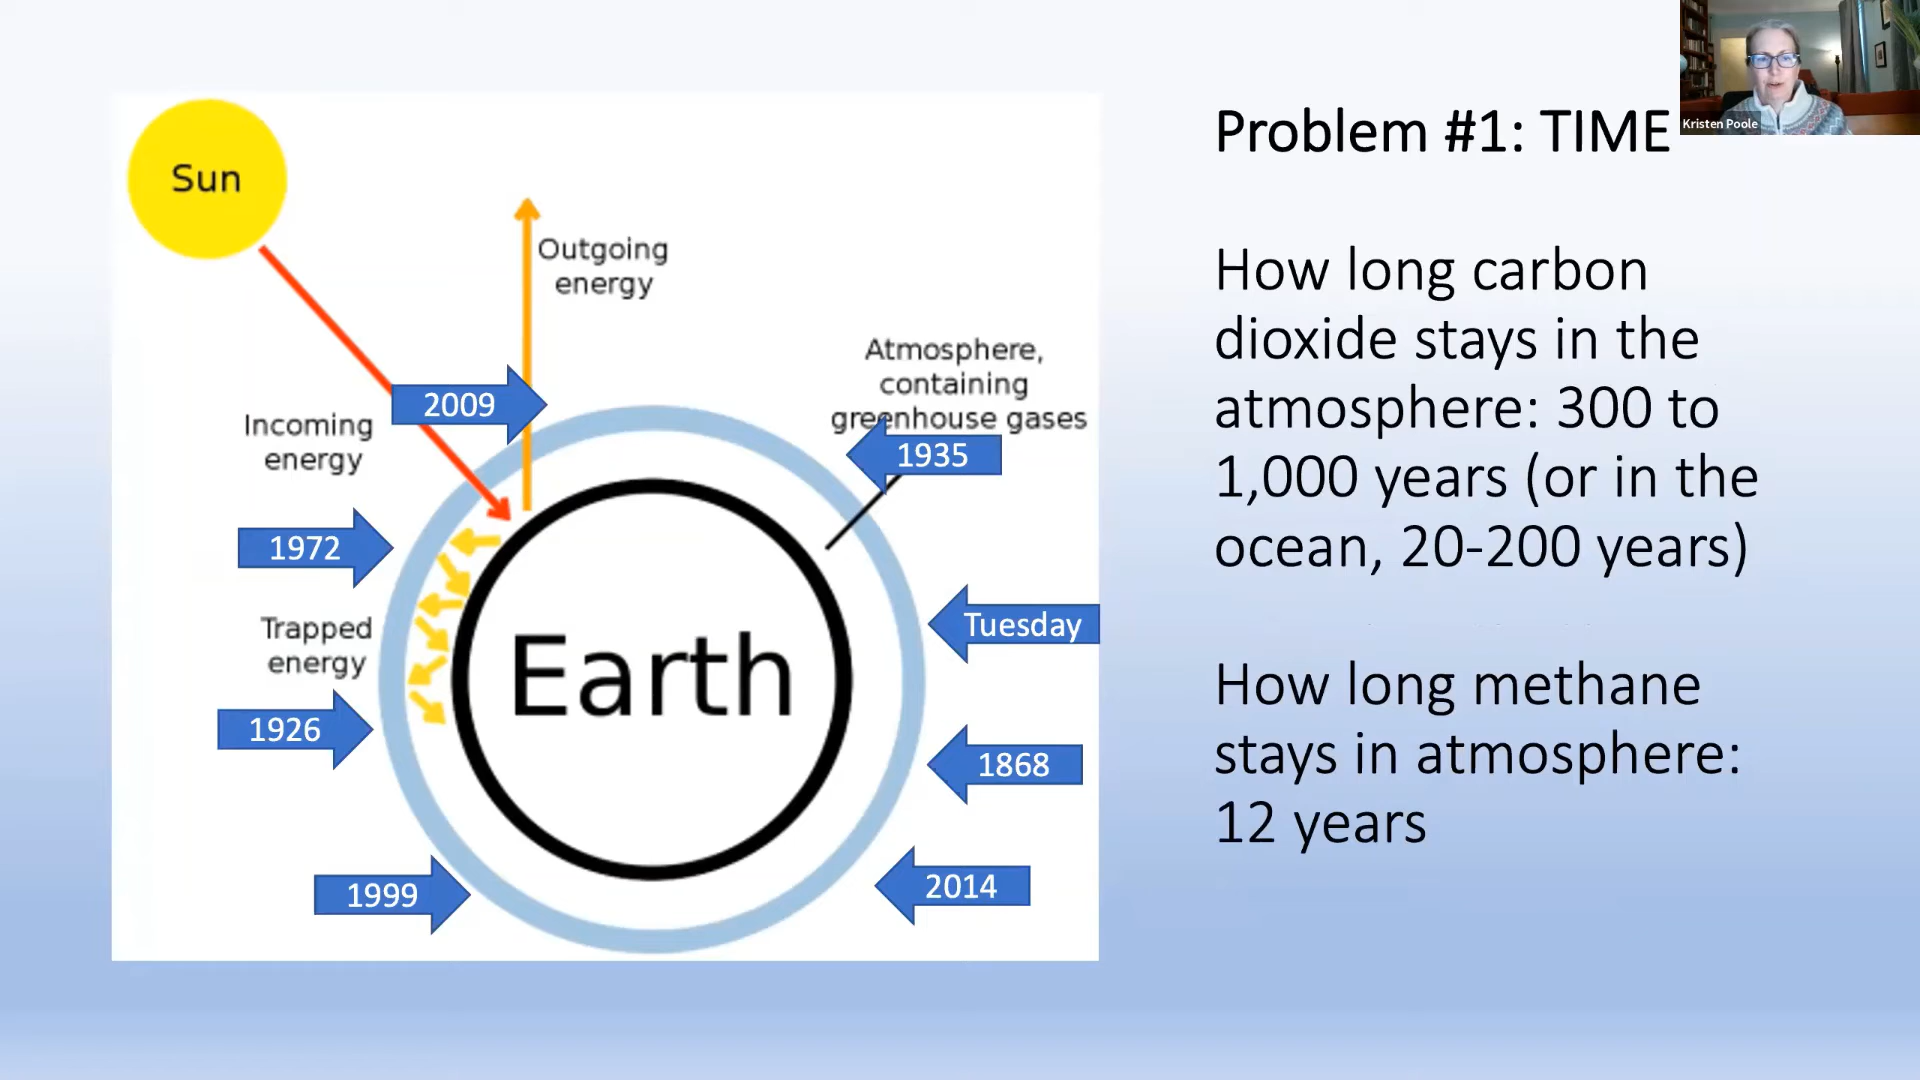 Sun
Outgoing
energy
Atmosphere,
containing
greenhouse gases
2009
Incoming
energy
1935
1972
Tuesday
Trapped
energy
Earth
1926
1868
1999
2014
Problem #1: TIME
How long carbon
dioxide stays in the
atmosphere: 300 to
1,000 years (or in the
ocean, 20-200 years)
How long methane
stays in atmosphere:
12 years
Kristen Poole